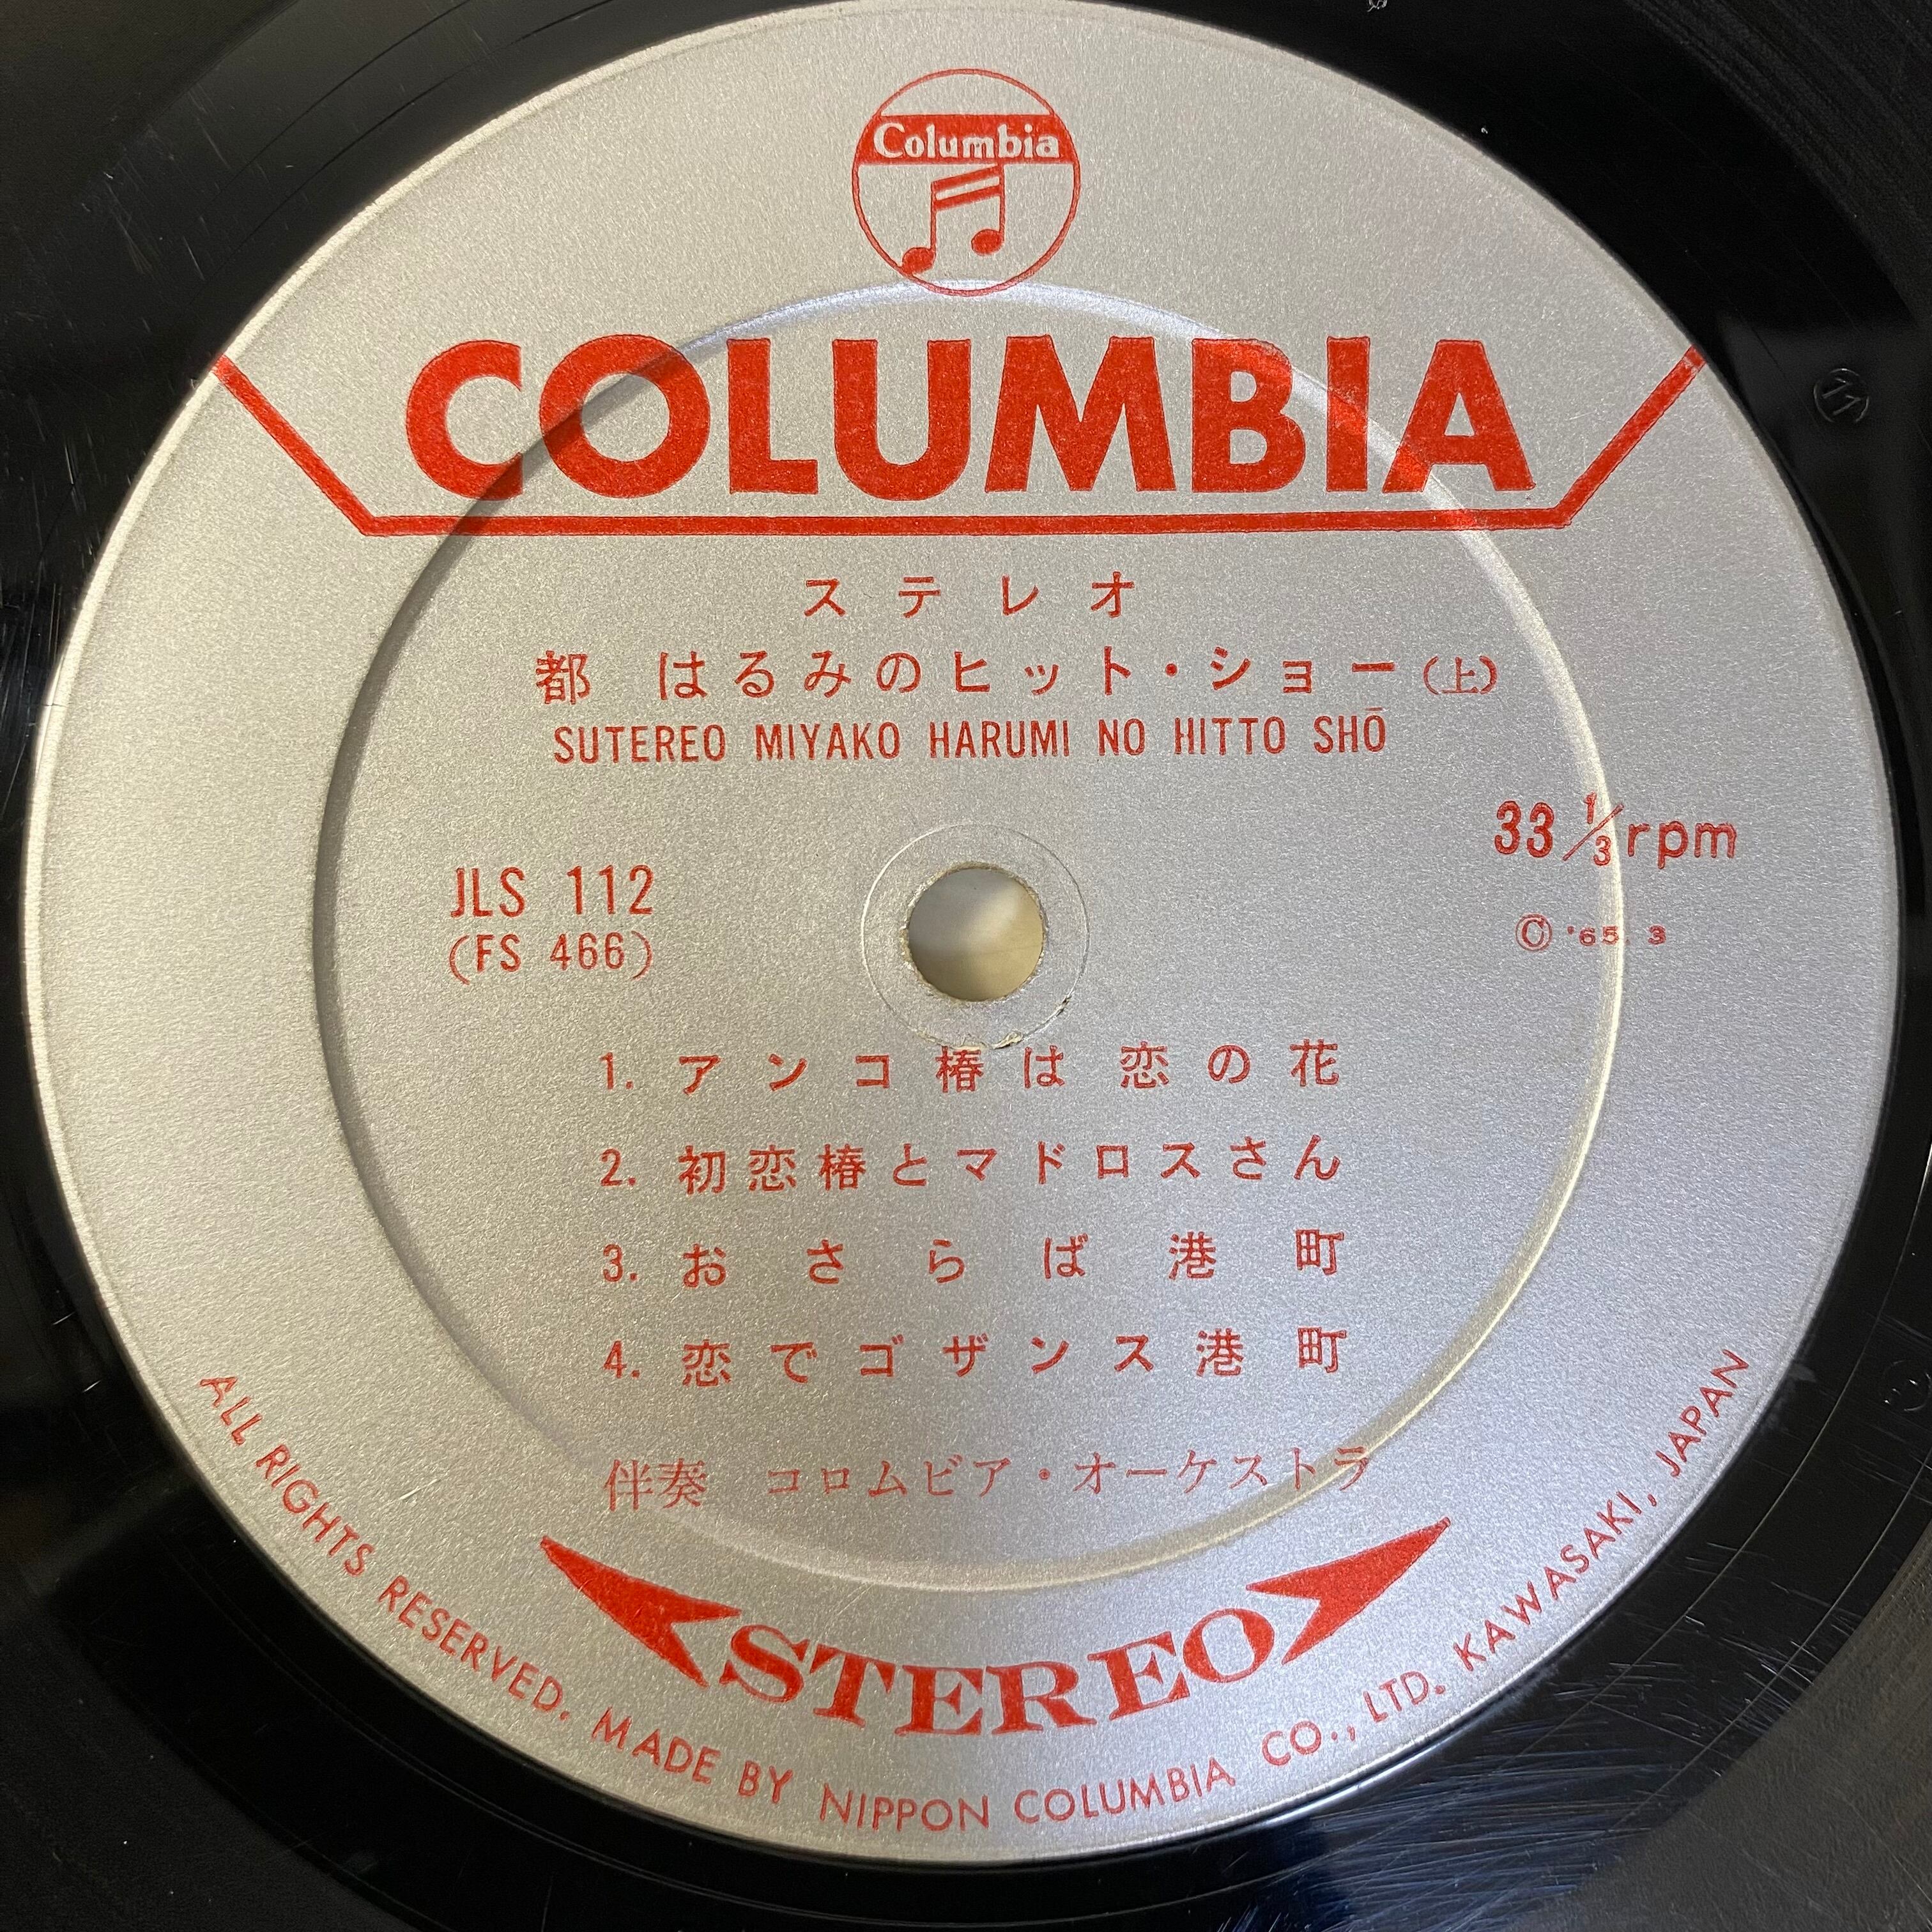 Columbia
COLUMBIA
ステレオ
都 はるみのヒット・ショー(上)
SUTEREO MIYAKO HARUMI NO HITTO SHŌ
33 1/3 rpm
JLS 112
(FS 466)
Ⓒ '65. 3
1. アンコ椿は恋の花
2. 初恋椿とマドロスさん
3. おさらば港町
4. 恋でゴザンス港町
伴奏 コロムビア・オーケストラ
STEREO
ALL RIGHTS RESERVED. MADE BY NIPPON COLUMBIA CO., LTD. KAWASAKI, JAPAN